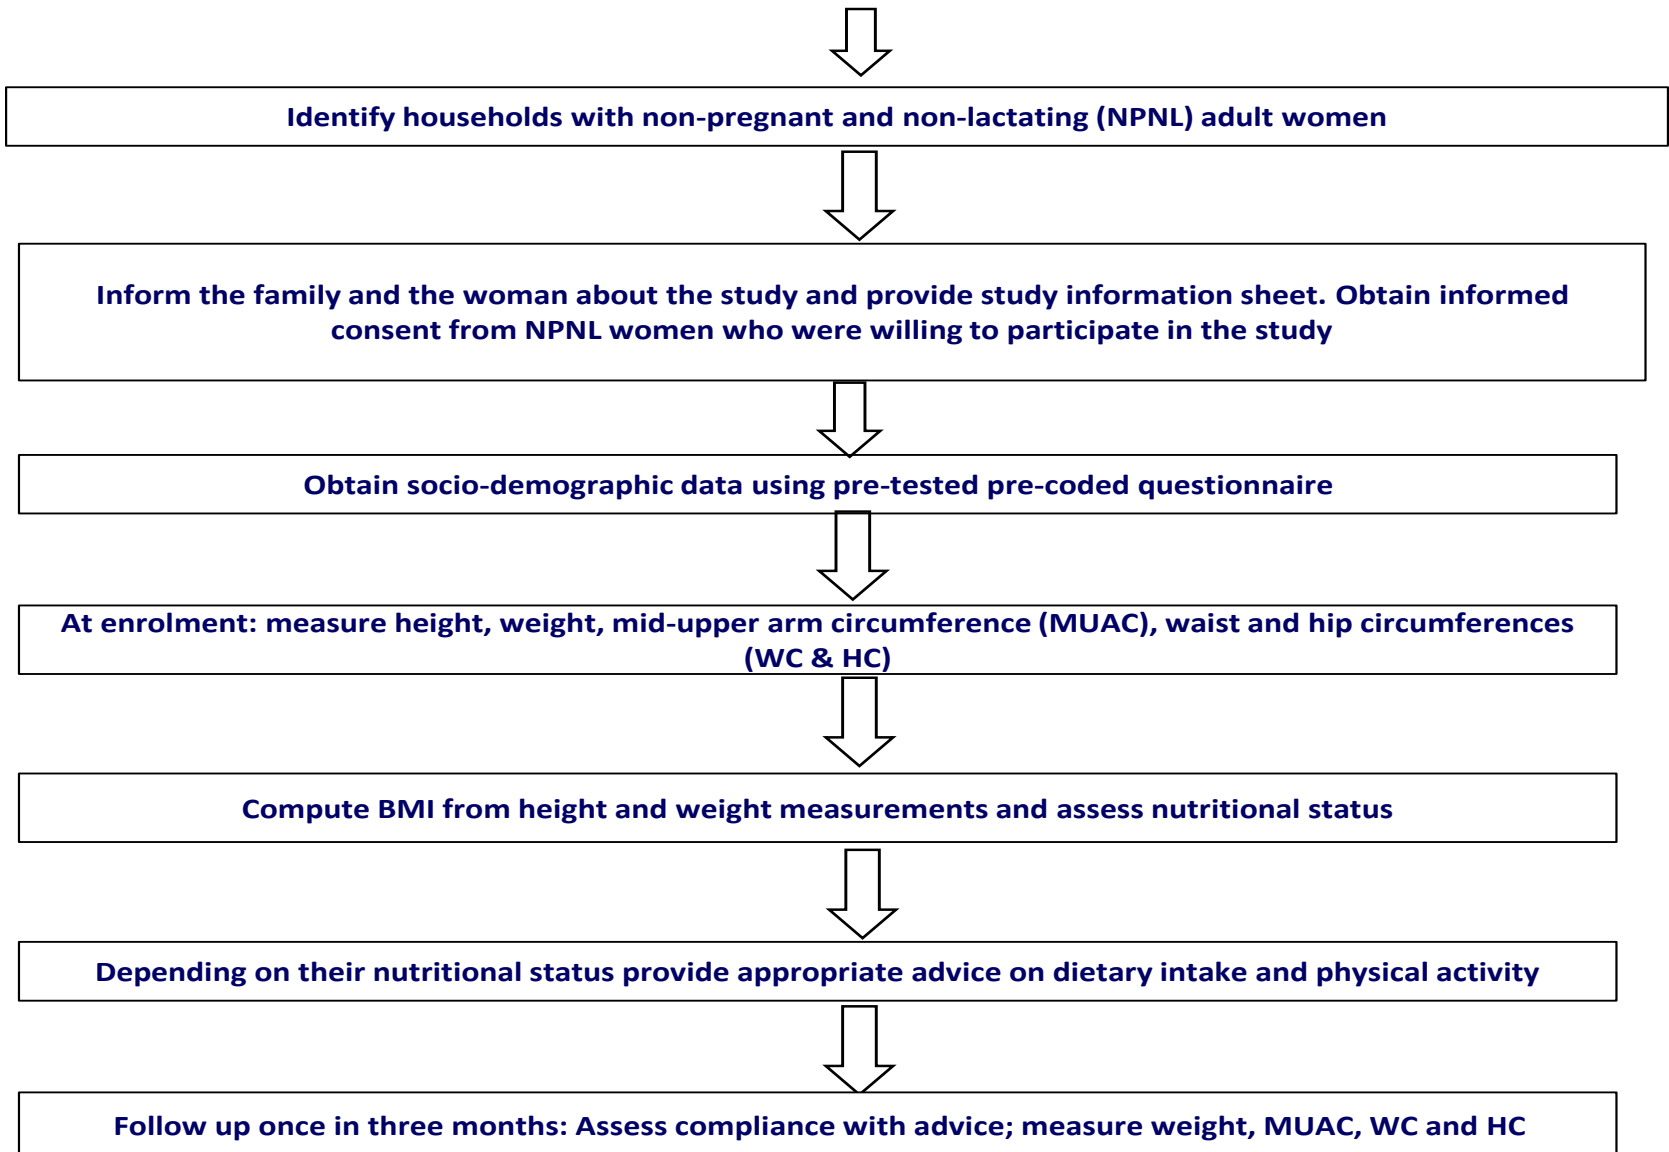 Identify households with non-pregnant and non-lactating (NPNL) adult women
Inform the family and the woman about the study and provide study information sheet. Obtain informed
consent from NPNL women who were willing to participate in the study
Obtain socio-demographic data using pre-tested pre-coded questionnaire
At enrolment: measure height, weight, mid-upper arm circumference (MUAC), waist and hip circumferences
(WC & HC)
Compute BMI from height and weight measurements and assess nutritional status
Depending on their nutritional status provide appropriate advice on dietary intake and physical activity
Follow up once in three months: Assess compliance with advice; measure weight, MUAC, WC and HC